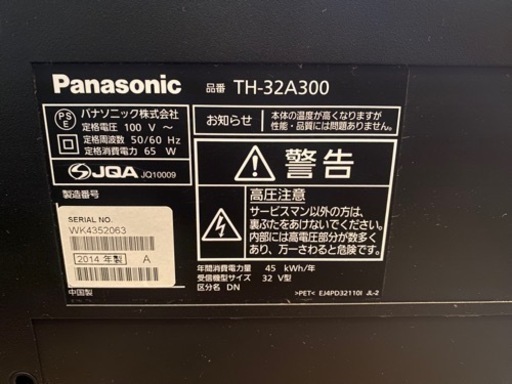 Panasonic 品番 TH-32A300
PSE パナソニック株式会社
定格電圧 100 V ～
定格周波数 50/60 Hz
定格消費電力 65 W
お知らせ 本体の温度が高くなりますが
性能・品質には問題ありません。
JQA JQ10009
警告
高圧注意
サービスマン以外の方は、
裏ぶたをあけないでください。
内部には高電圧部分が数多く
あり、万一さわると危険です。
製造番号
SERIAL NO.
WK4352063
2014 年製 A
中国製
年間消費電力量 45 kWh/年
受信機型サイズ 32 V型
区分名 DN
>PET< EJ4PD32110I JL-2